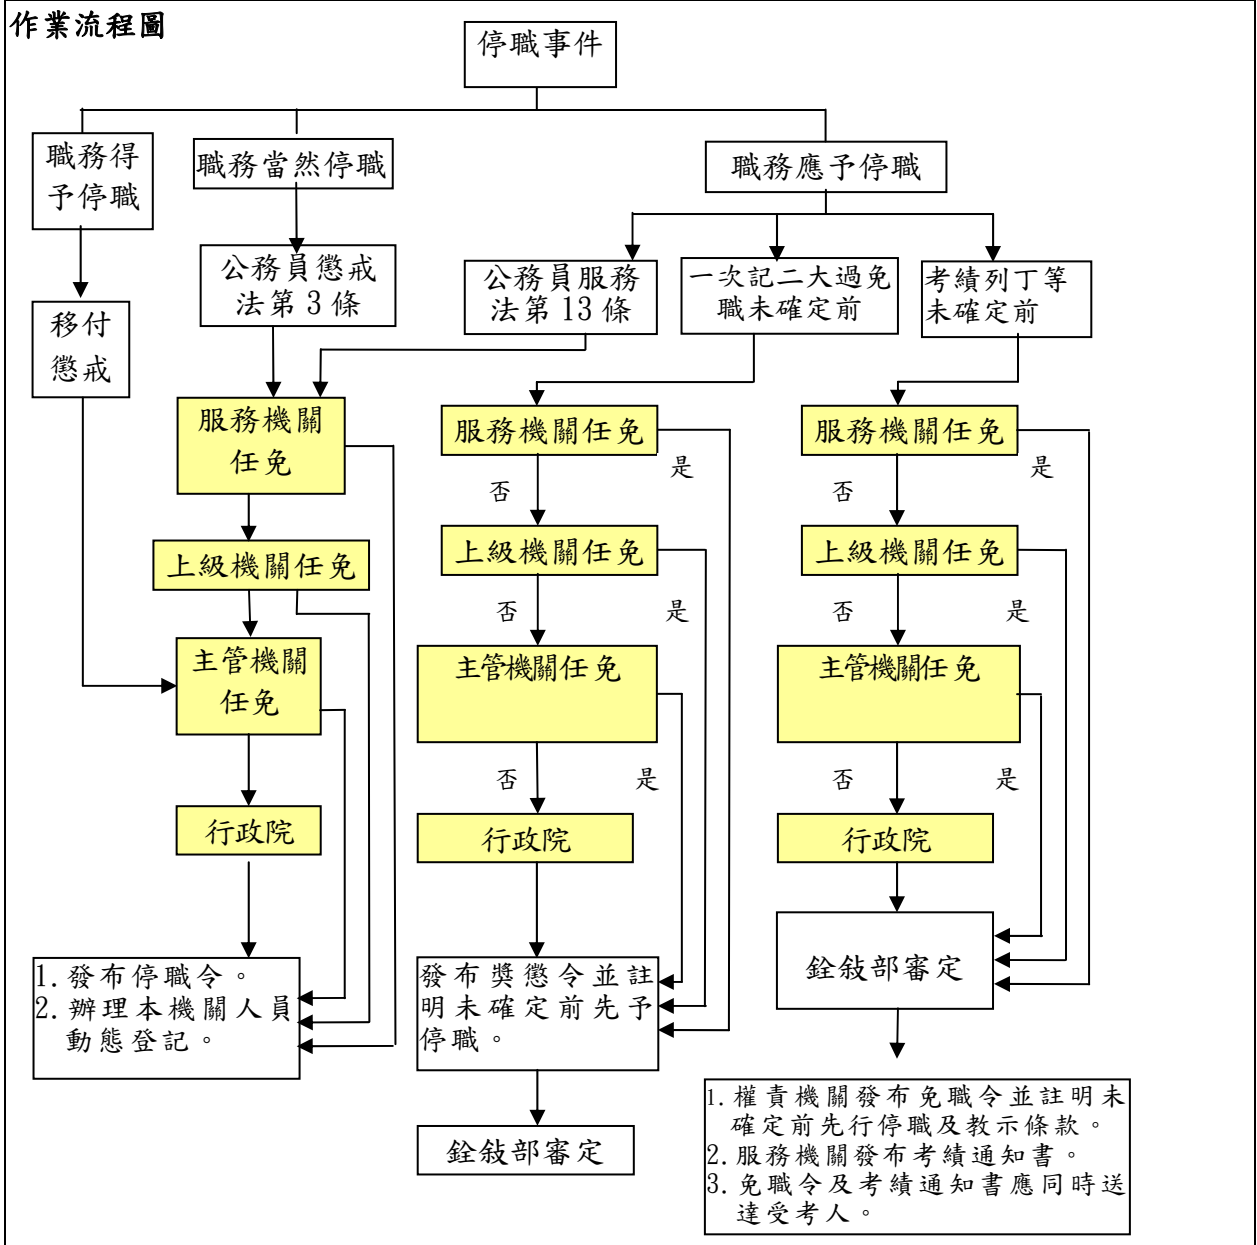 作業流程圖
停職事件
職務得
予停職
職務當然停職
職務應予停職
公務員懲戒
法第3條
公務員服務
法第13條
一次記二大過免
職未確定前
考績列丁等
未確定前
移付
懲戒
服務機關
任免
服務機關任免
服務機關任免
是
是
否
否
上級機關任免
上級機關任免
上級機關任免
否
是
否
是
主管機關
任免
主管機關任免
主管機關任免
否
是
否
是
行政院
行政院
行政院
1.發布停職令。
2.辦理本機關人員
動態登記。
發布獎懲令並註
明未確定前先予
停職。
銓敍部審定
銓敍部審定
1.權責機關發布免職令並註明未
確定前先行停職及教示條款。
2.服務機關發布考績通知書。
3.免職令及考績通知書應同時送
達受考人。